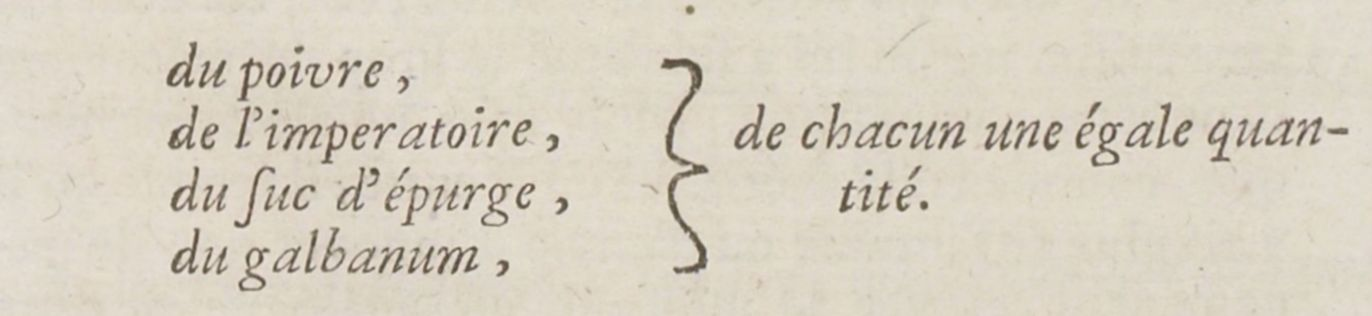 du poivre,
de l'imperatoire,
du ſuc d'épurge,
du galbanum,
de chacun une égale quan-
tité.